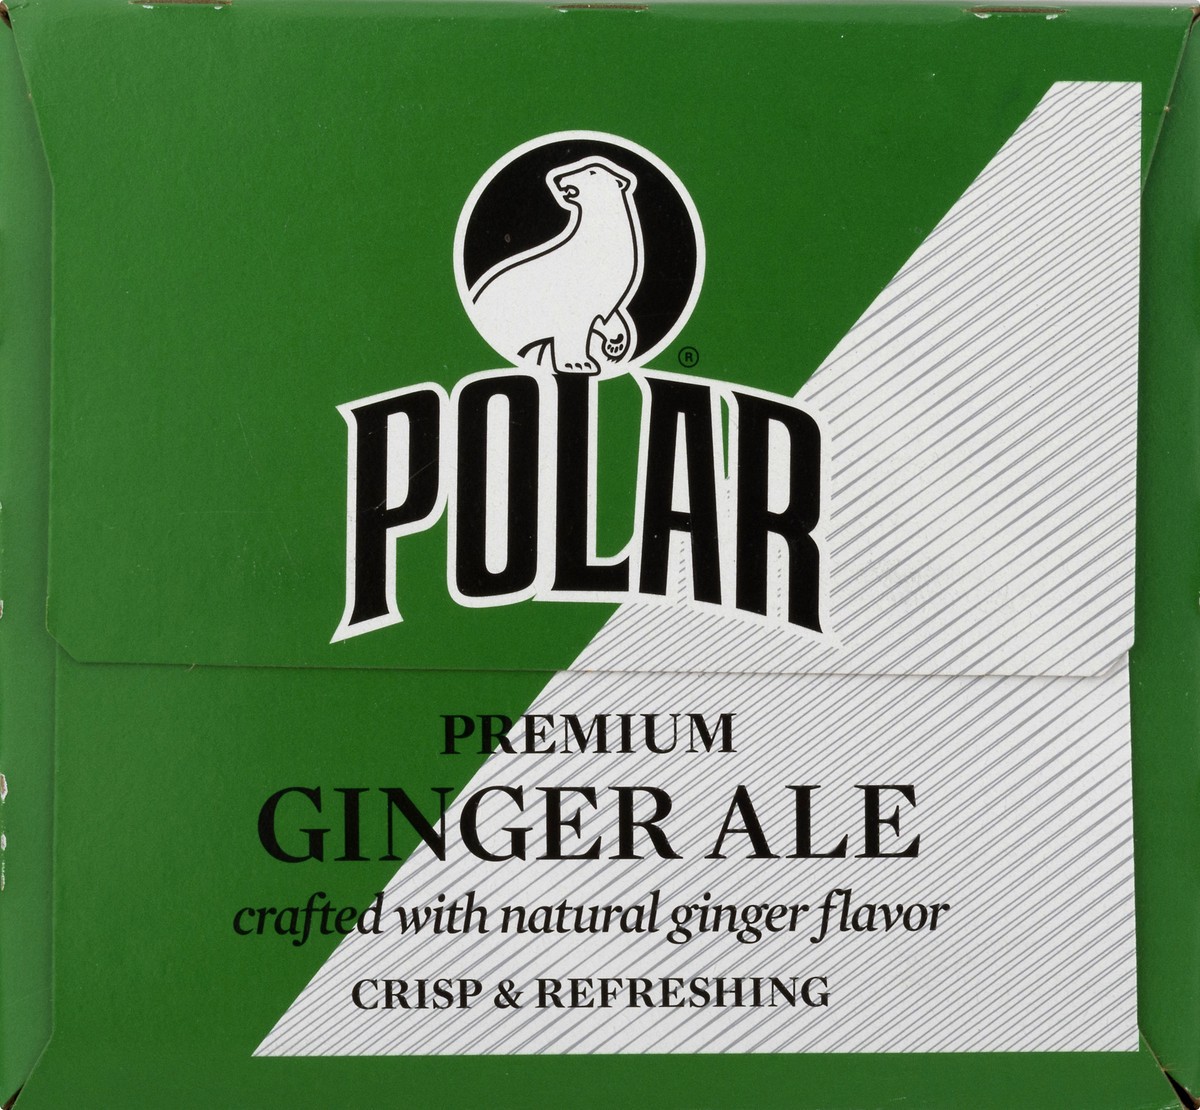 ®
POLAR
PREMIUM
GINGER ALE
crafted with natural ginger flavor
CRISP & REFRESHING